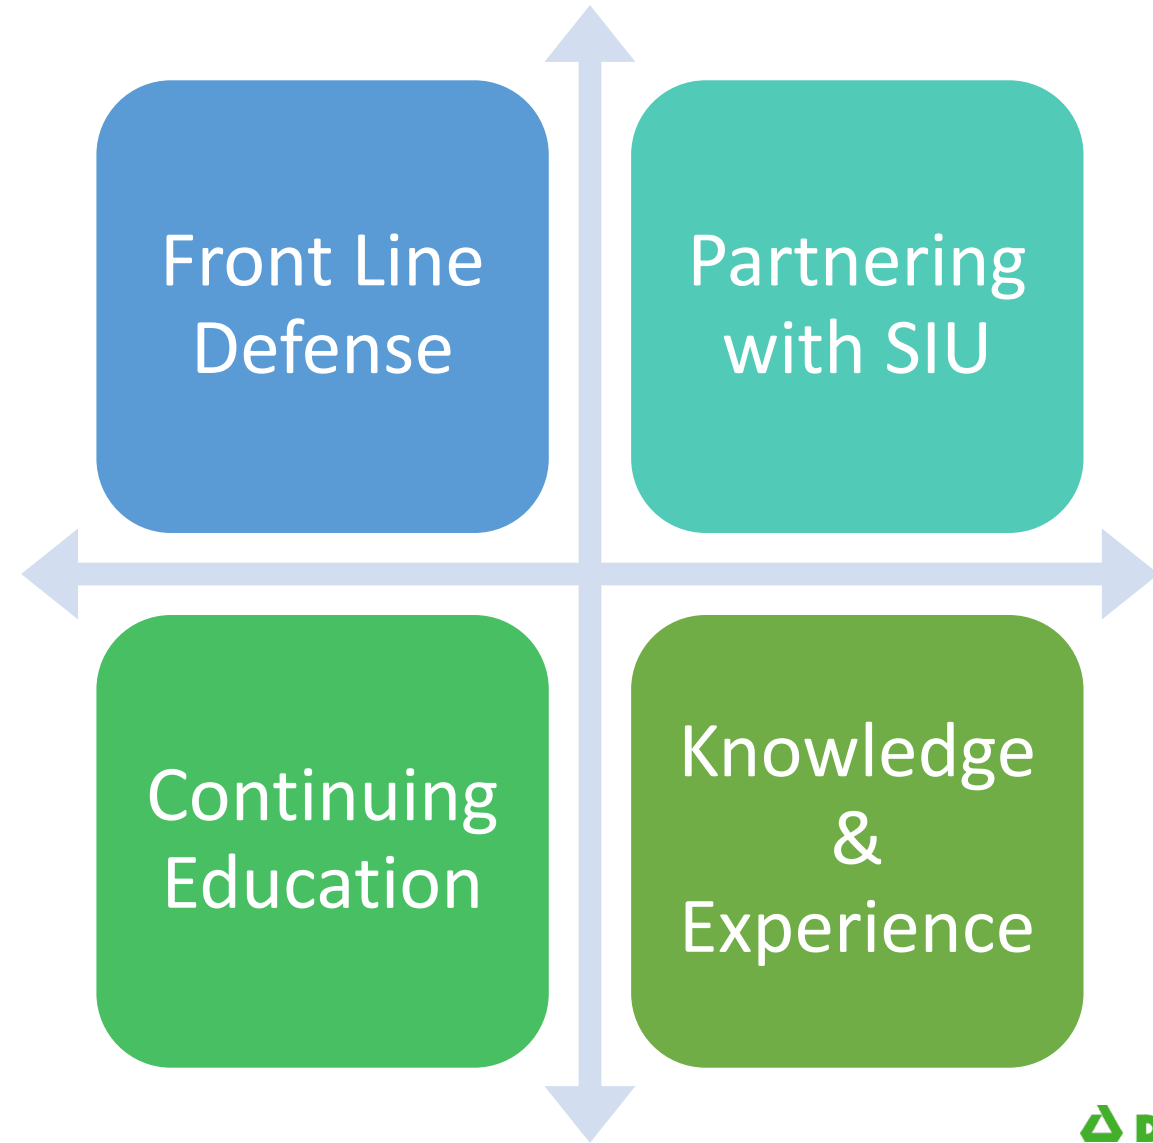 Front Line
Defense
Partnering
with SIU
Continuing
Education
Knowledge
&
Experience